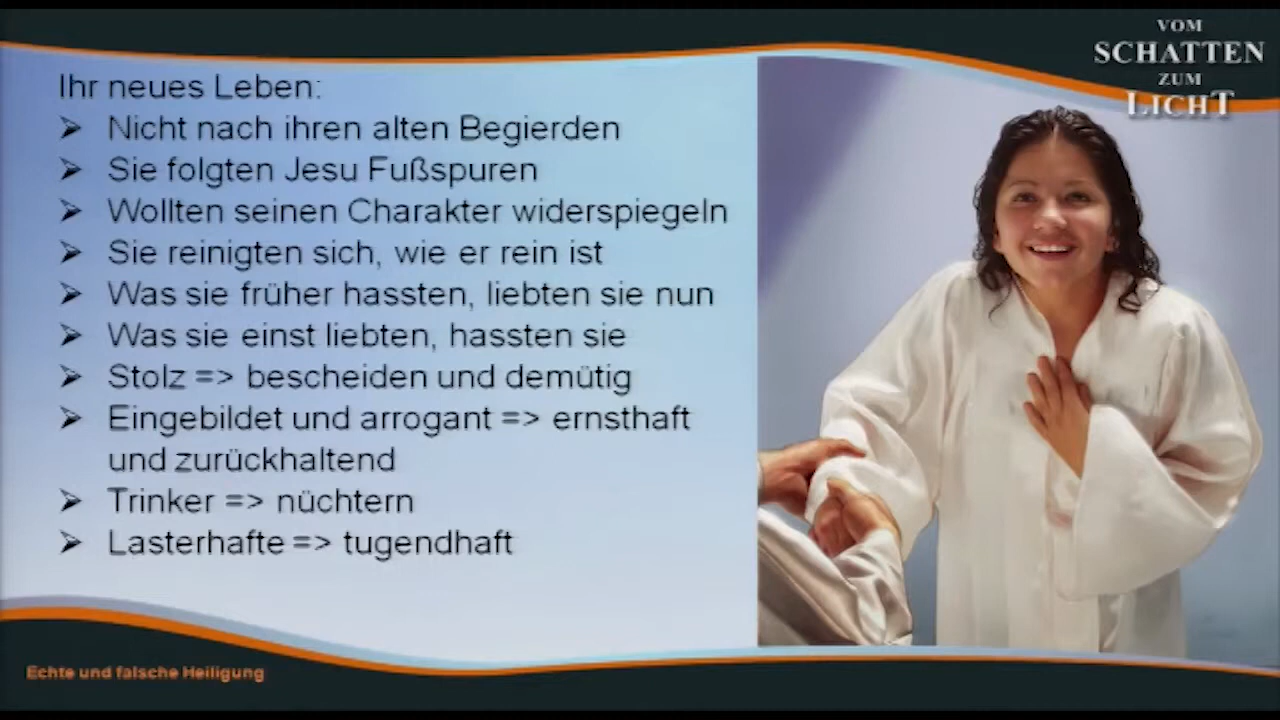 VOM
SCHATTEN
ZUM
LICHT
Ihr neues Leben:
➢ Nicht nach ihren alten Begierden
➢ Sie folgten Jesu Fußspuren
➢ Wollten seinen Charakter widerspiegeln
➢ Sie reinigten sich, wie er rein ist
➢ Was sie früher hassten, liebten sie nun
➢ Was sie einst liebten, hassten sie
➢ Stolz => bescheiden und demütig
➢ Eingebildet und arrogant => ernsthaft
und zurückhaltend
➢ Trinker => nüchtern
➢ Lasterhafte => tugendhaft
Echte und falsche Heiligung